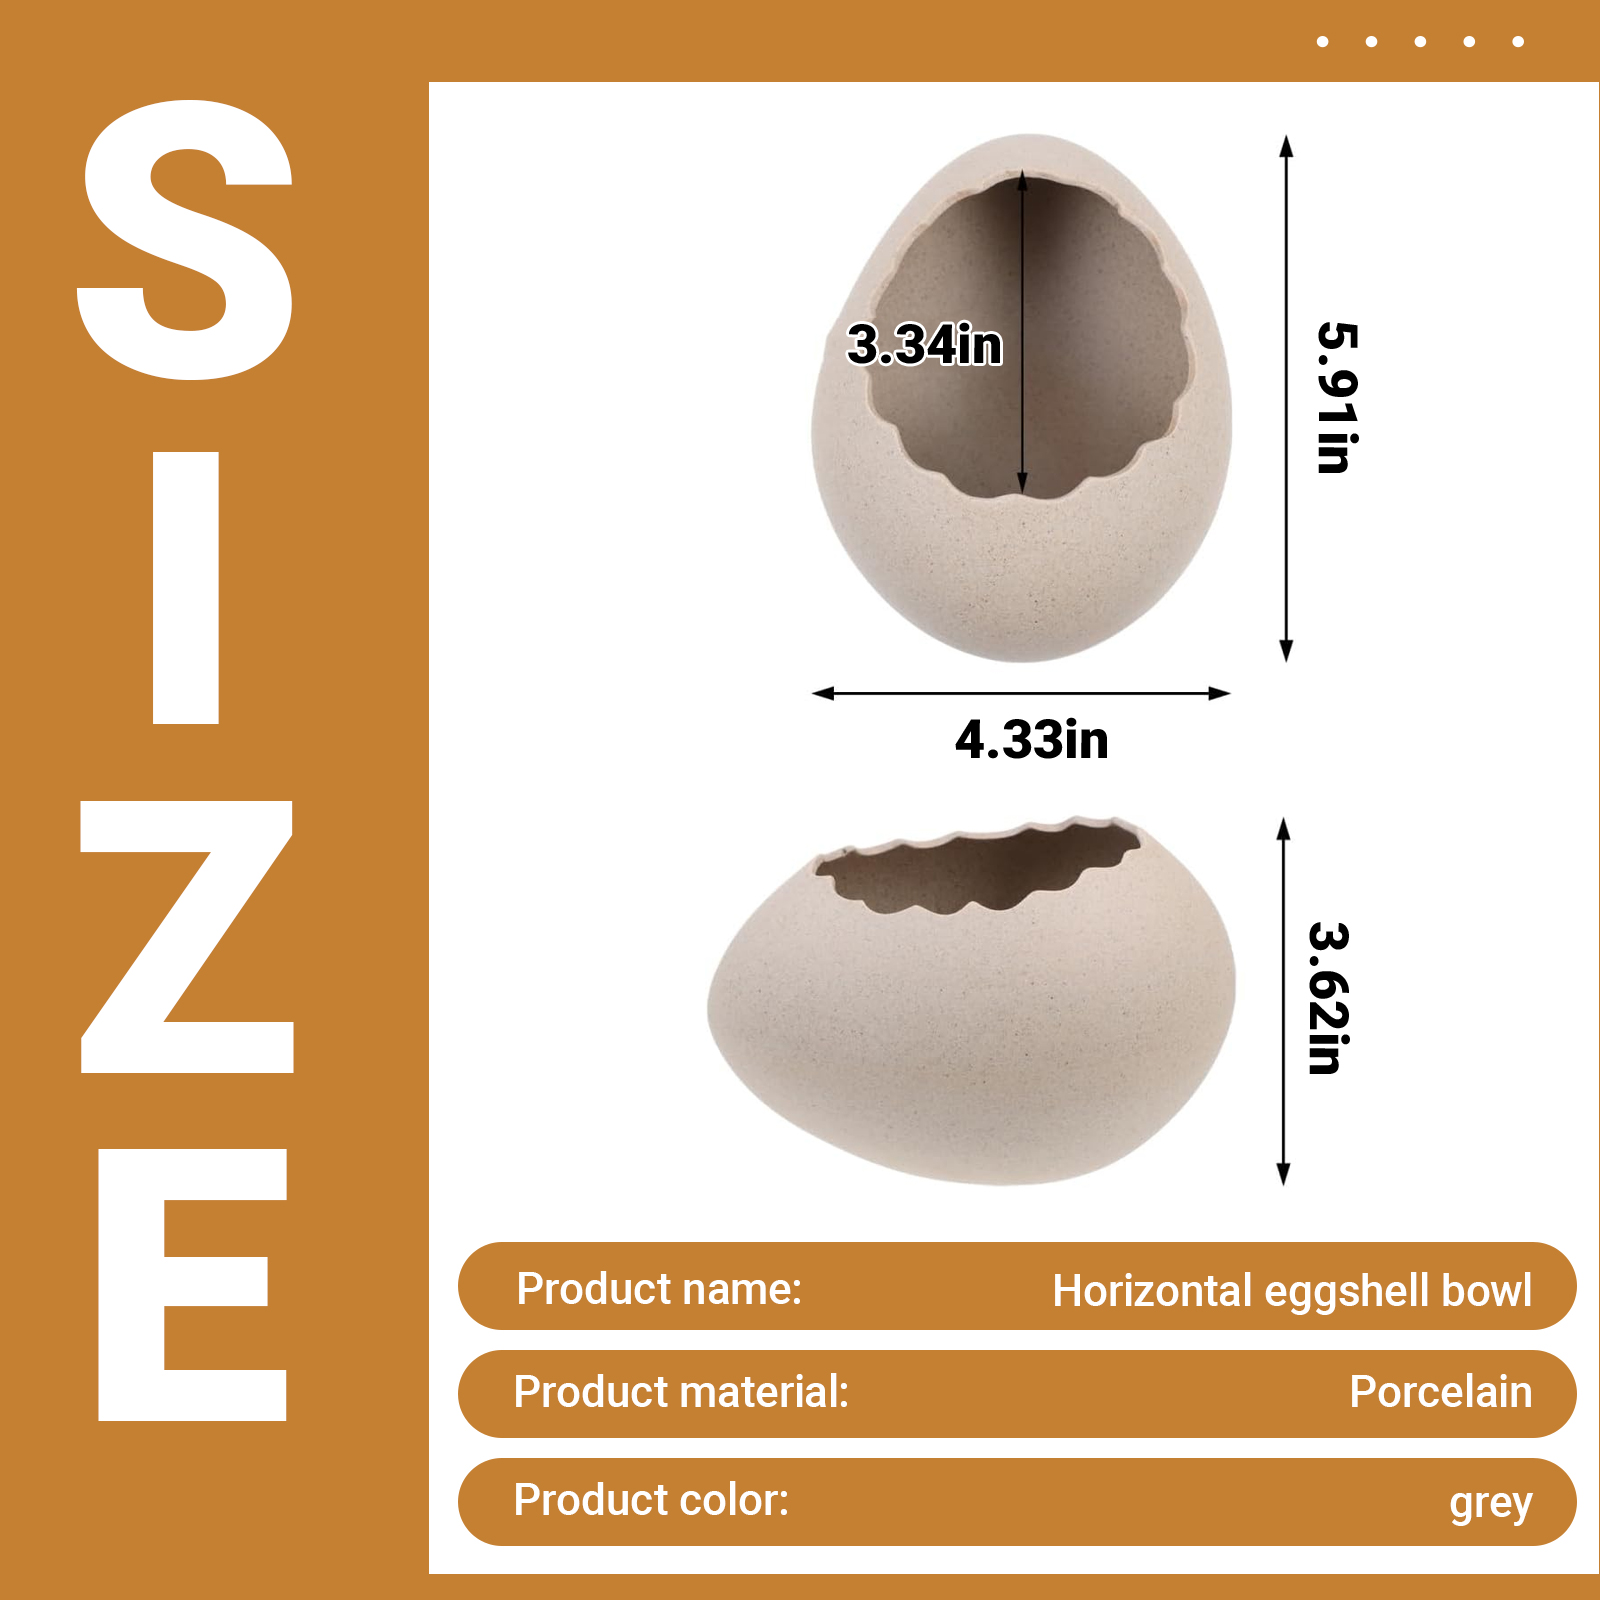 SIZE
3.34in
5.91in
4.33in
3.62in
Product name: Horizontal eggshell bowl
Product material: Porcelain
Product color: grey